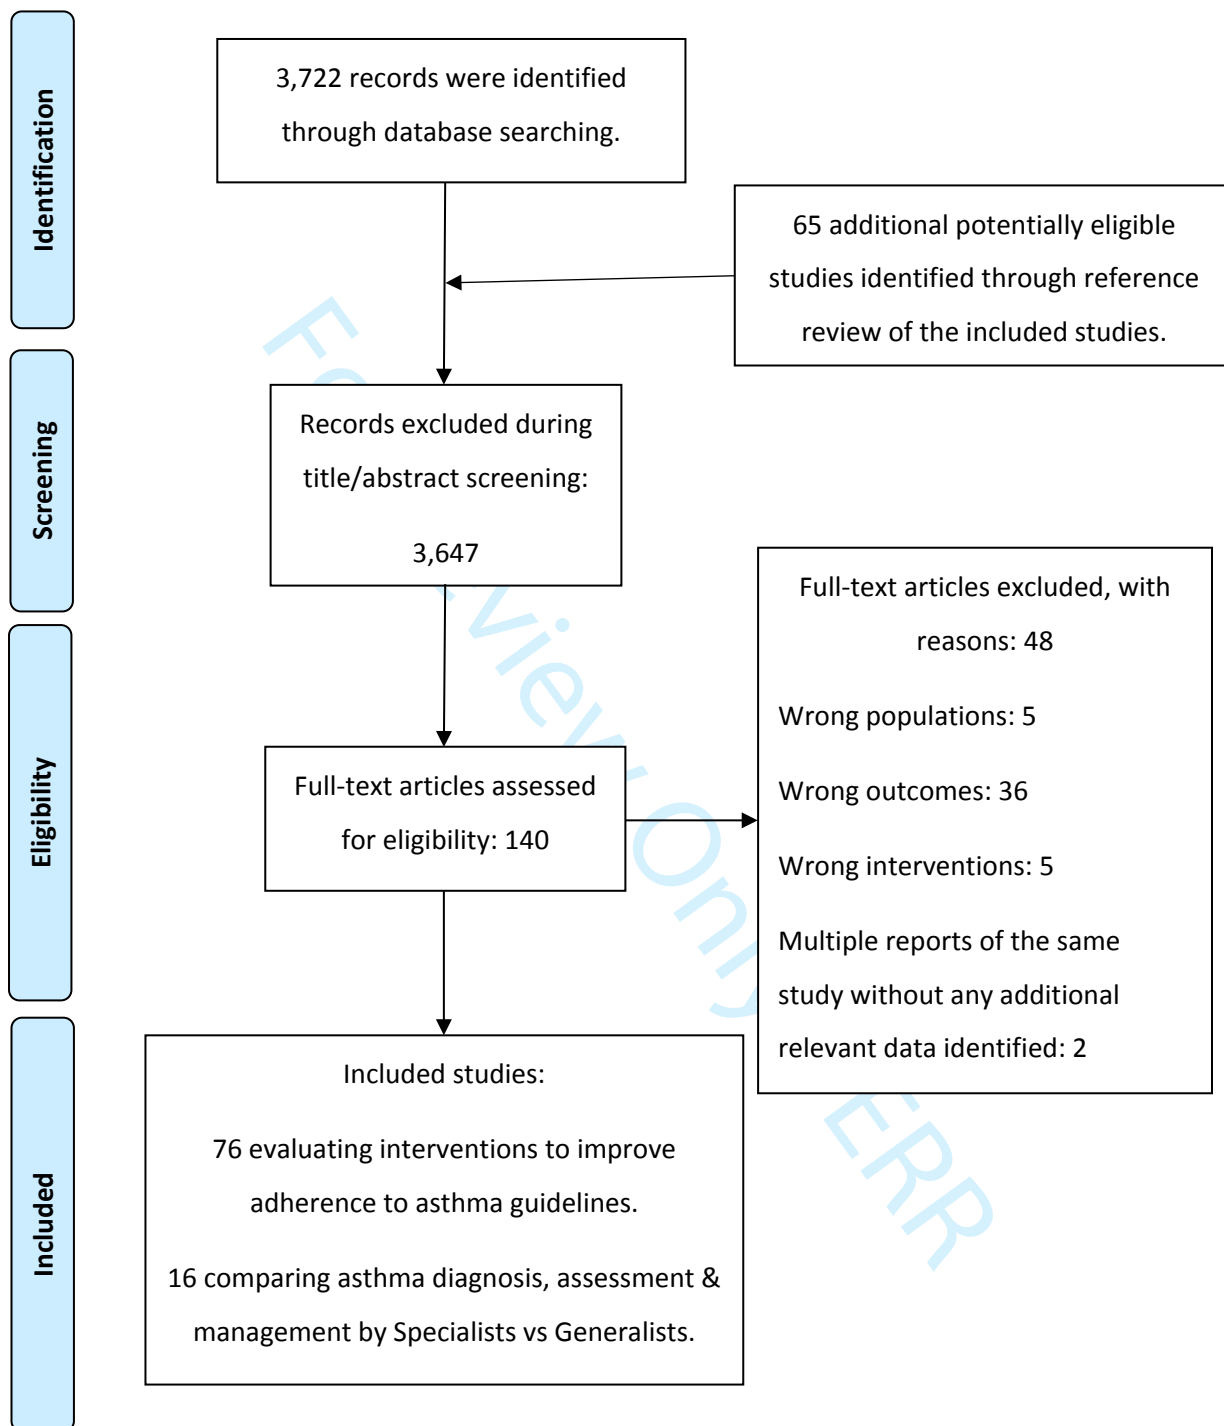 Identification
3,722 records were identified
through database searching.
65 additional potentially eligible
studies identified through reference
review of the included studies.
Screening
Records excluded during
title/abstract screening:
3,647
Eligibility
Full-text articles assessed
for eligibility: 140
Full-text articles excluded, with
reasons: 48
Wrong populations: 5
Wrong outcomes: 36
Wrong interventions: 5
Multiple reports of the same
study without any additional
relevant data identified: 2
Included
Included studies:
76 evaluating interventions to improve
adherence to asthma guidelines.
16 comparing asthma diagnosis, assessment &
management by Specialists vs Generalists.